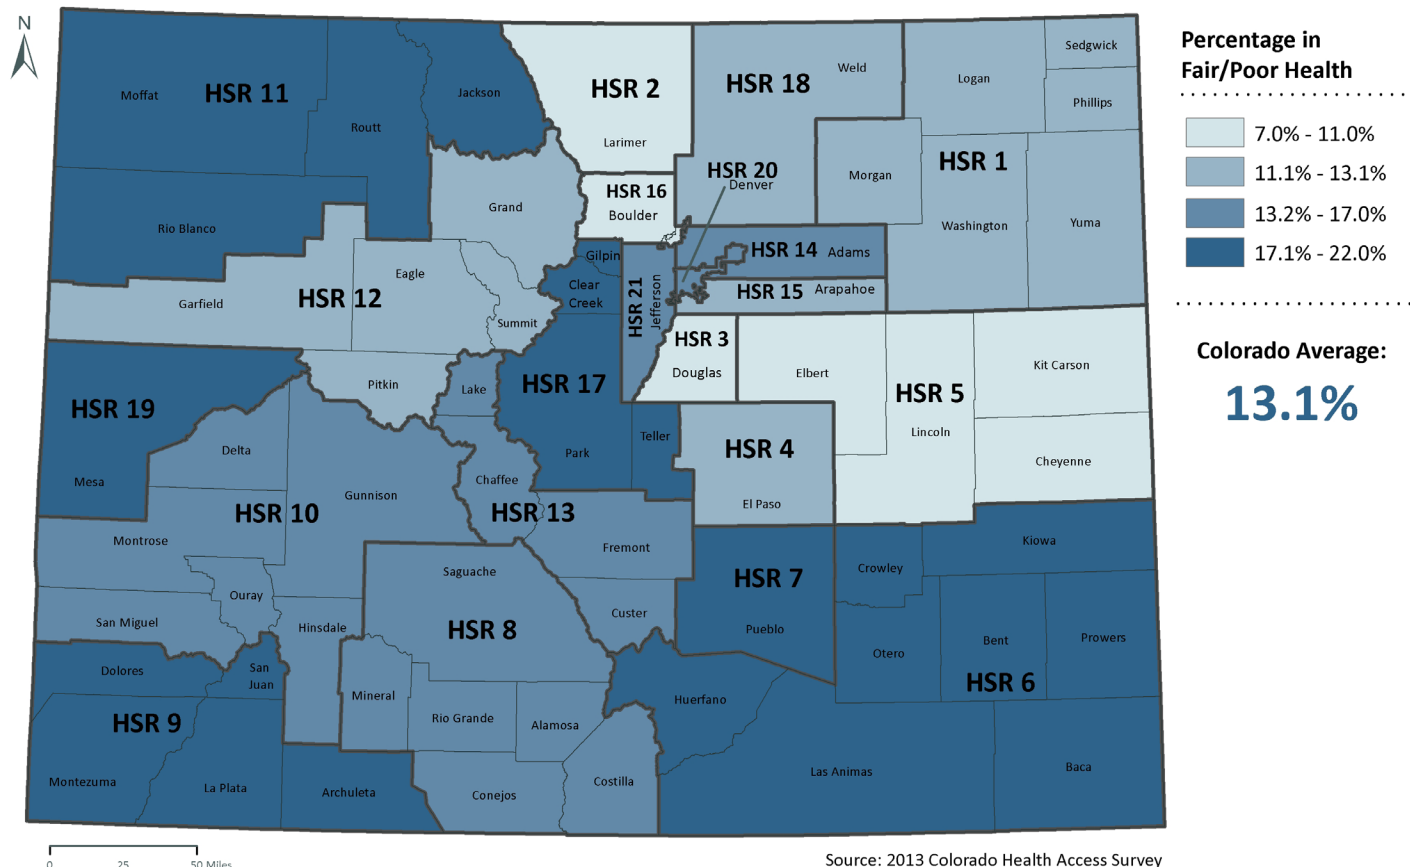 N
Percentage in
Fair/Poor Health
7.0% - 11.0%
11.1% - 13.1%
13.2% - 17.0%
17.1% - 22.0%
Colorado Average:
13.1%
Moffat
HSR 11
Routt
Jackson
Rio Blanco
HSR 2
Larimer
HSR 18
Weld
Logan
Sedgwick
Phillips
HSR 1
Morgan
Washington
Yuma
HSR 20
Denver
HSR 16
Boulder
Grand
Eagle
Garfield
HSR 12
Summit
Pitkin
Gilpin
Clear
Creek
HSR 21
Jefferson
HSR 14
Adams
HSR 15
Arapahoe
HSR 3
Douglas
Elbert
HSR 5
Lincoln
Kit Carson
Cheyenne
HSR 19
Mesa
Lake
HSR 17
Park
Teller
HSR 4
El Paso
Delta
Gunnison
HSR 10
Montrose
Ouray
San Miguel
Hinsdale
Chaffee
HSR 13
Fremont
Custer
Saguache
HSR 8
Mineral
Rio Grande
Alamosa
Conejos
Costilla
HSR 7
Pueblo
Crowley
Kiowa
Otero
Bent
Prowers
HSR 6
Huerfano
Las Animas
Baca
Dolores
San
Juan
HSR 9
Montezuma
La Plata
Archuleta
0 25 50 Miles
Source: 2013 Colorado Health Access Survey